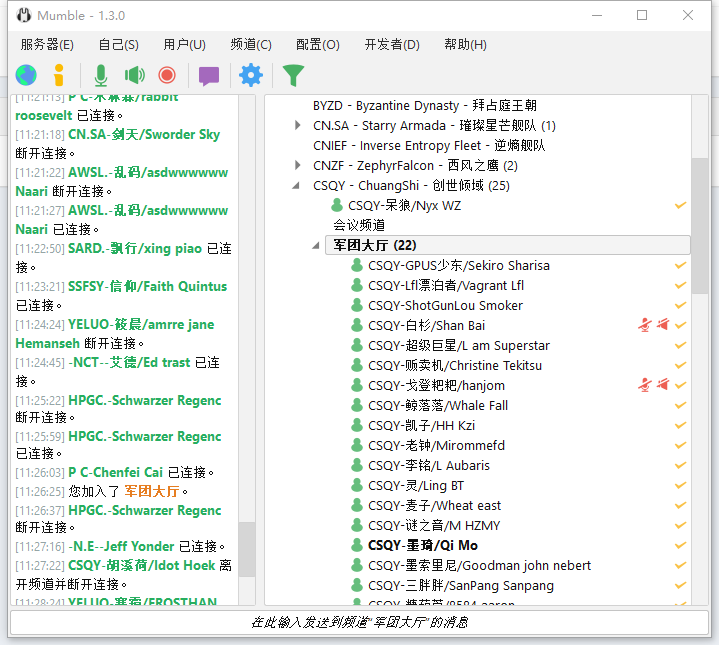 Mumble - 1.3.0
服务器(E) 自己(S) 用户(U) 频道(C) 配置(O) 开发者(D) 帮助(H)
[11:21:13] P C-木林森/rabbit
roosevelt 已连接。
[11:21:18] CN.SA-剑天/Sworder Sky
断开连接。
[11:21:22] AWSL.-乱码/asdwwwwww
Naari 断开连接。
[11:21:27] AWSL.-乱码/asdwwwwww
Naari 已连接。
[11:22:50] SARD.-飘行/xing piao 已连
接。
[11:23:21] SSFSY-信仰/Faith Quintus
已连接。
[11:24:24] YELUO-筱晨/amrre jane
Hemanseh 断开连接。
[11:24:45] -NCT--艾德/Ed trast 已连
接。
[11:25:22] HPGC.-Schwarzer Regenc
断开连接。
[11:25:59] HPGC.-Schwarzer Regenc
已连接。
[11:26:03] P C-Chenfei Cai 已连接。
[11:26:25] 您加入了 军团大厅。
[11:26:37] HPGC.-Schwarzer Regenc
断开连接。
[11:27:16] -N.E--Jeff Yonder 已连接。
[11:27:22] CSQY-胡溪荷/Idot Hoek 离
开频道并断开连接。
[11:28:24] YELUO-寒霜/FROSTHAN
BYZD - Byzantine Dynasty - 拜占庭王朝
CN.SA - Starry Armada - 璀璨星芒舰队 (1)
CNIEF - Inverse Entropy Fleet - 逆熵舰队
CNZF - ZephyrFalcon - 西风之鹰 (2)
CSQY - ChuangShi - 创世倾域 (25)
CSQY-呆狼/Nyx WZ
会议频道
军团大厅 (22)
CSQY-GPUS少东/Sekiro Sharisa
CSQY-Lfl漂泊者/Vagrant Lfl
CSQY-ShotGunLou Smoker
CSQY-白杉/Shan Bai
CSQY-超级巨星/L am Superstar
CSQY-贩卖机/Christine Tekitsu
CSQY-戈登粑粑/hanjom
CSQY-鲸落落/Whale Fall
CSQY-凯子/HH Kzi
CSQY-老钟/Mirommefd
CSQY-李铭/L Aubaris
CSQY-灵/Ling BT
CSQY-麦子/Wheat east
CSQY-谜之音/M HZMY
CSQY-墨琦/Qi Mo
CSQY-墨索里尼/Goodman john nebert
CSQY-三胖胖/SanPang Sanpang
CSQY-糖葫芦/8584 aaron
在此输入发送到频道"军团大厅"的消息